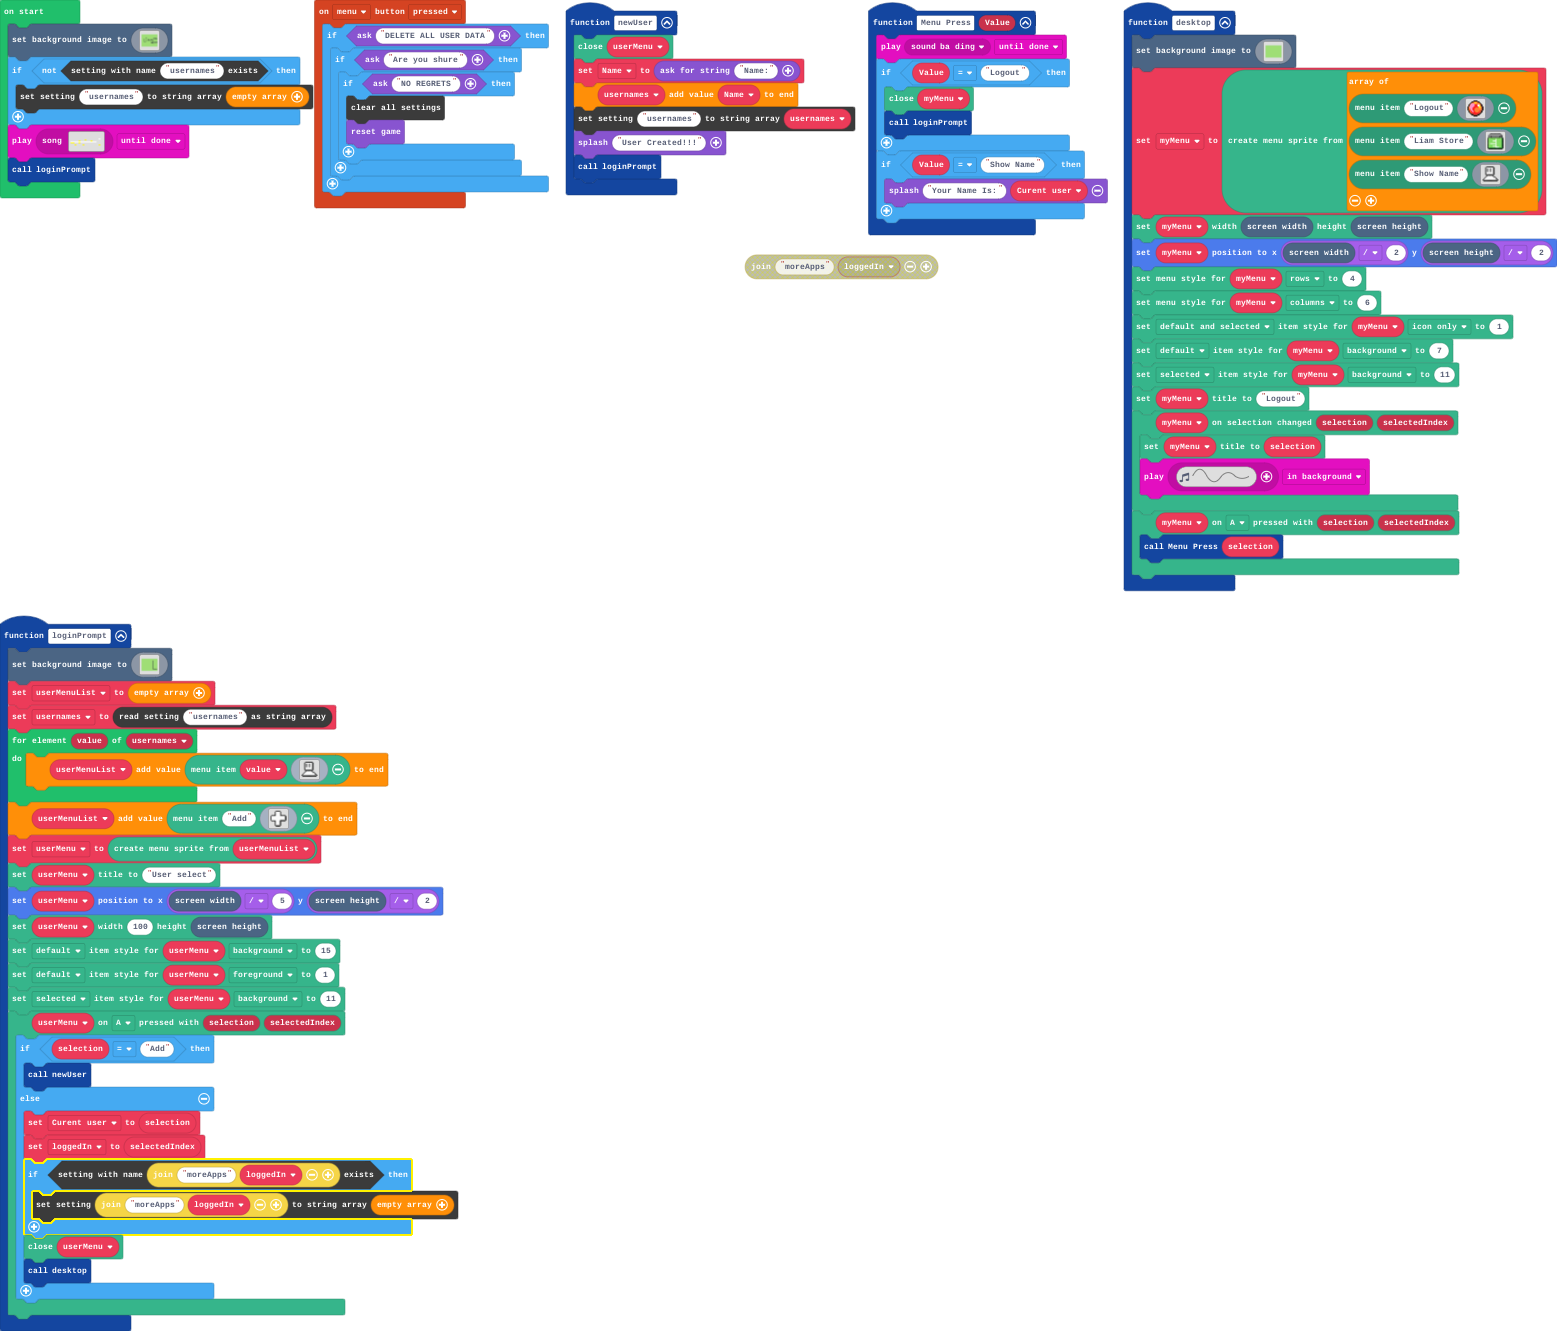 on start
set background image to
if not setting with name "usernames" exists then
set setting "usernames" to string array empty array
play song until done
call loginPrompt
on menu button pressed
if ask "DELETE ALL USER DATA" then
if ask "Are you shure" then
if ask "NO REGRETS" then
clear all settings
reset game
function newUser
close userMenu
set Name to ask for string "Name:"
usernames add value Name to end
set setting "usernames" to string array usernames
splash "User Created!!!"
call loginPrompt
function Menu Press Value
play sound ba ding until done
if Value = "Logout" then
close myMenu
call loginPrompt
if Value = "Show Name" then
splash "Your Name Is:" Curent user
join "moreApps" loggedIn
function desktop
set background image to
set myMenu to create menu sprite from
array of
menu item "Logout"
menu item "Liam Store"
menu item "Show Name"
set myMenu width screen width height screen height
set myMenu position to x screen width / 2 y screen height / 2
set menu style for myMenu rows to 4
set menu style for myMenu columns to 6
set default and selected item style for myMenu icon only to 1
set default item style for myMenu background to 7
set selected item style for myMenu background to 11
set myMenu title to "Logout"
myMenu on selection changed selection selectedIndex
set myMenu title to selection
play in background
myMenu on A pressed with selection selectedIndex
call Menu Press selection
function loginPrompt
set background image to
set userMenuList to empty array
set usernames to read setting "usernames" as string array
for element value of usernames
do
userMenuList add value menu item value to end
userMenuList add value menu item "Add" to end
set userMenu to create menu sprite from userMenuList
set userMenu title to "User select"
set userMenu position to x screen width / 5 y screen height / 2
set userMenu width 100 height screen height
set default item style for userMenu background to 15
set default item style for userMenu foreground to 1
set selected item style for userMenu background to 11
userMenu on A pressed with selection selectedIndex
if selection = "Add" then
call newUser
else
set Curent user to selection
set loggedIn to selectedIndex
if setting with name join "moreApps" loggedIn exists then
set setting join "moreApps" loggedIn to string array empty array
close userMenu
call desktop